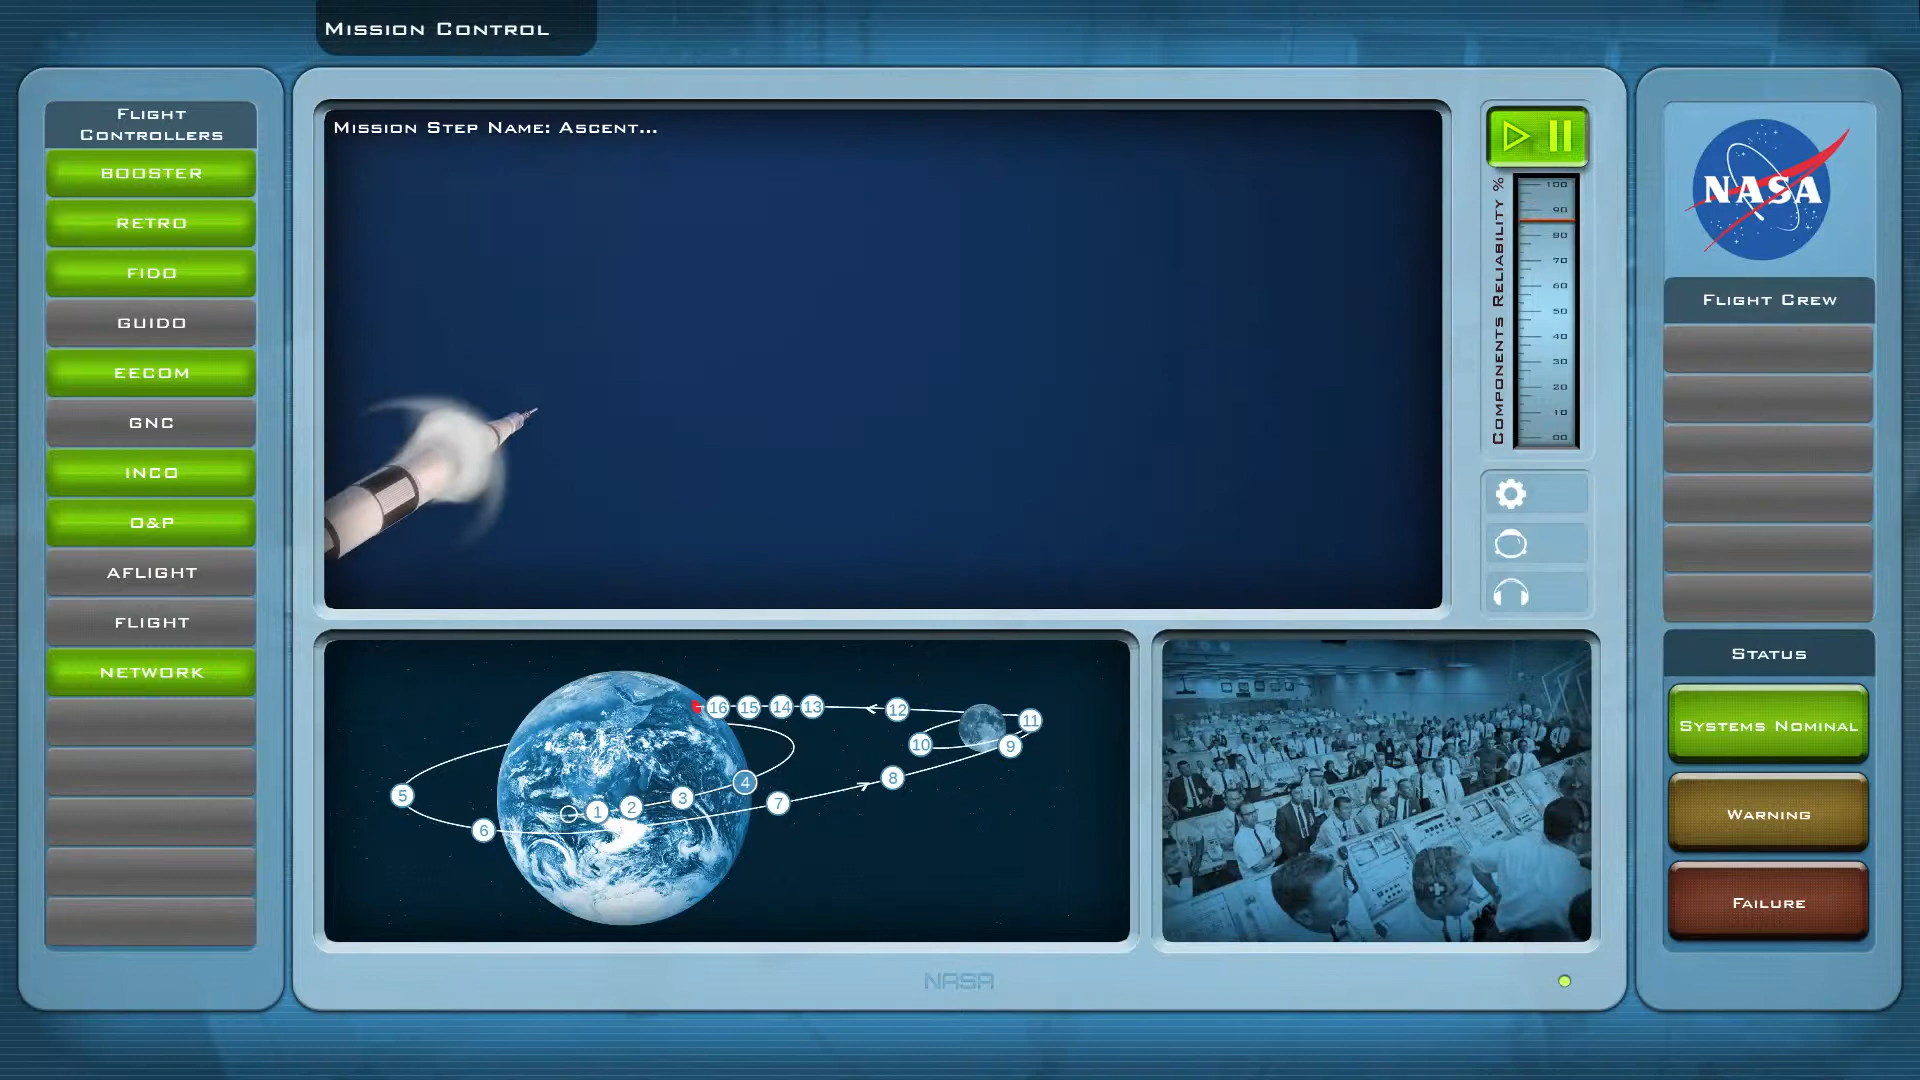 Mission Control
Flight
Controllers
BOOSTER
RETRO
FIDO
GUIDO
EECOM
GNC
INCO
O&P
AFLIGHT
FLIGHT
NETWORK
Mission Step Name: Ascent...
Components Reliability %
100
90
80
70
60
50
40
30
20
10
00
16
15
14
13
12
11
10
9
8
7
6
5
4
3
2
1
NASA
NASA
Flight Crew
Status
Systems Nominal
Warning
Failure